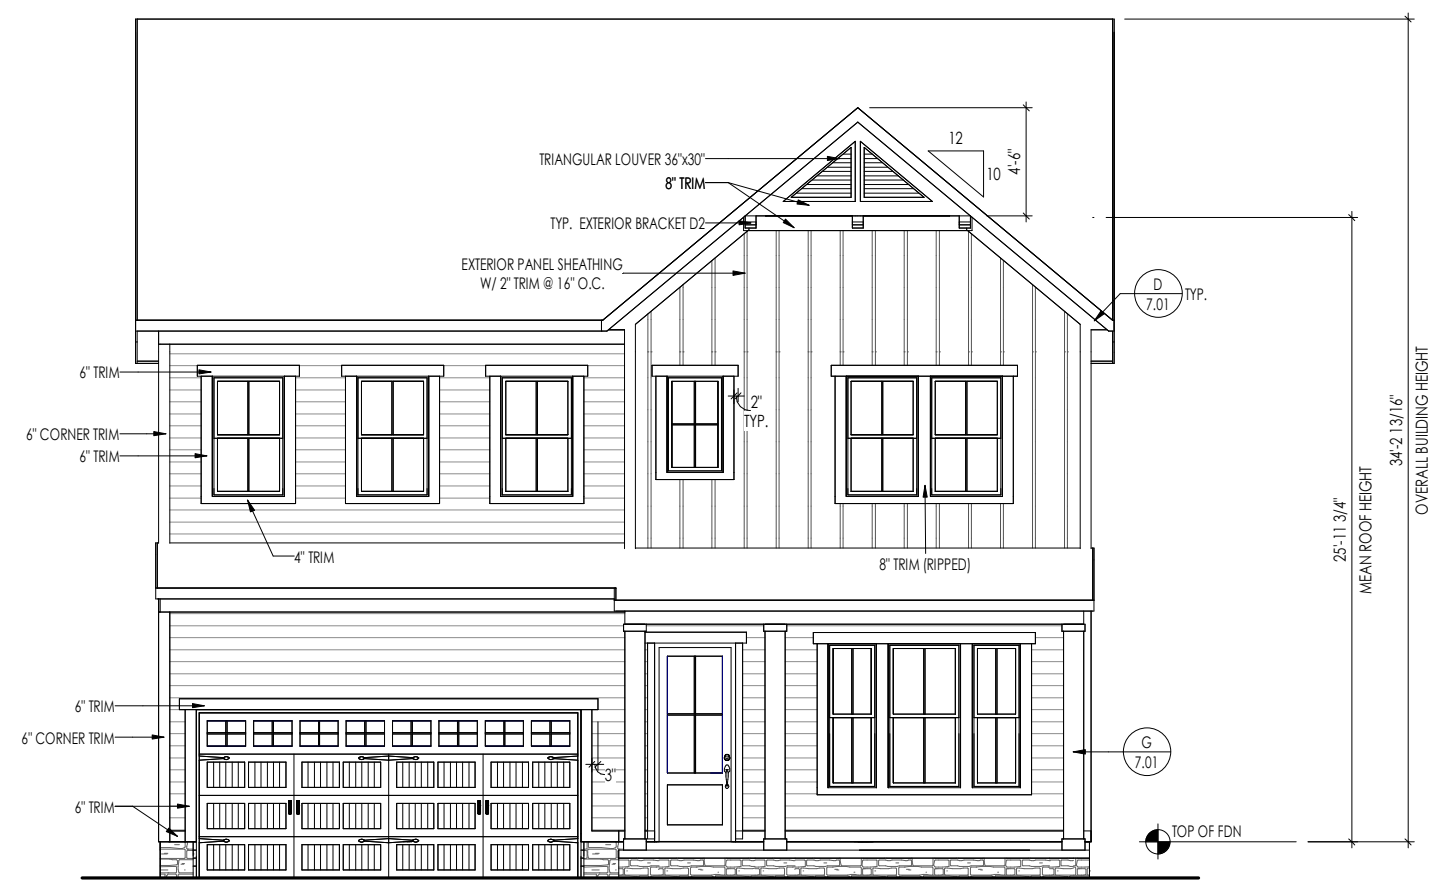 12
10
4'-6"
TRIANGULAR LOUVER 36"x30"
8" TRIM
TYP. EXTERIOR BRACKET D2
EXTERIOR PANEL SHEATHING
W/ 2" TRIM @ 16" O.C.
D
7.01
TYP.
6" TRIM
6" CORNER TRIM
6" TRIM
2"
TYP.
4" TRIM
8" TRIM (RIPPED)
25'-11 3/4"
MEAN ROOF HEIGHT
34'-2 13/16"
OVERALL BUILDING HEIGHT
6" TRIM
6" CORNER TRIM
3"
6" TRIM
G
7.01
TOP OF FDN